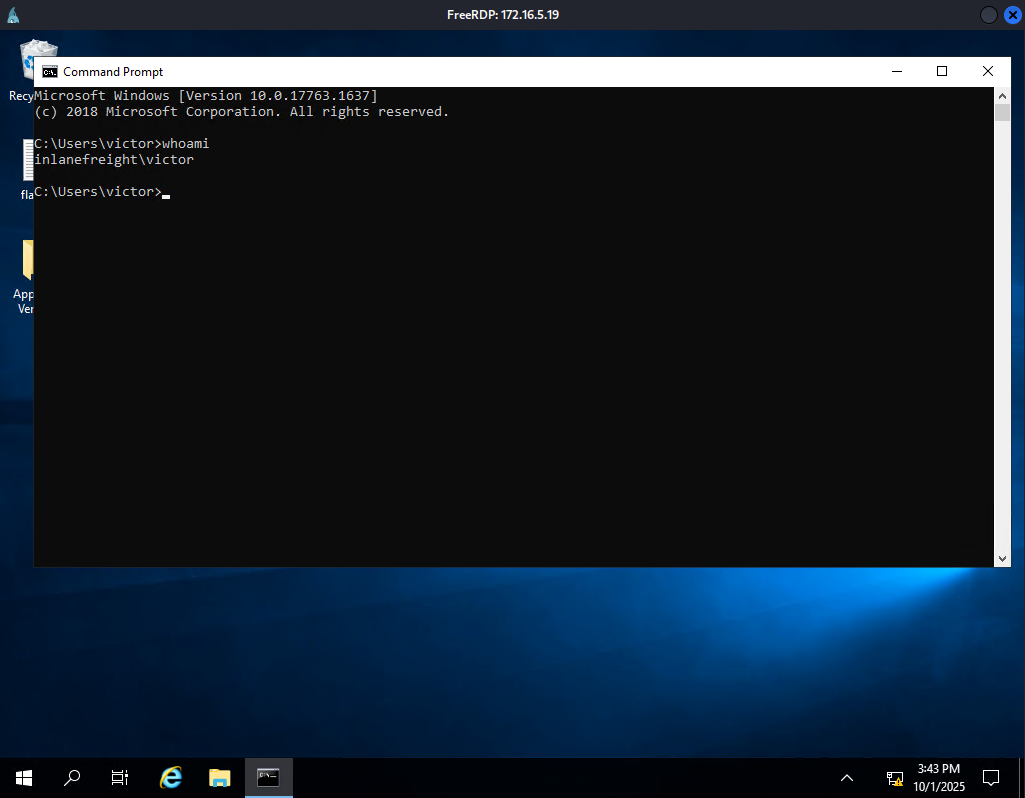 FreeRDP: 172.16.5.19
Command Prompt
Microsoft Windows [Version 10.0.17763.1637]
(c) 2018 Microsoft Corporation. All rights reserved.
C:\Users\victor>whoami
inlanefreight\victor
C:\Users\victor>
Recy
fla
App
Ver
3:43 PM
10/1/2025